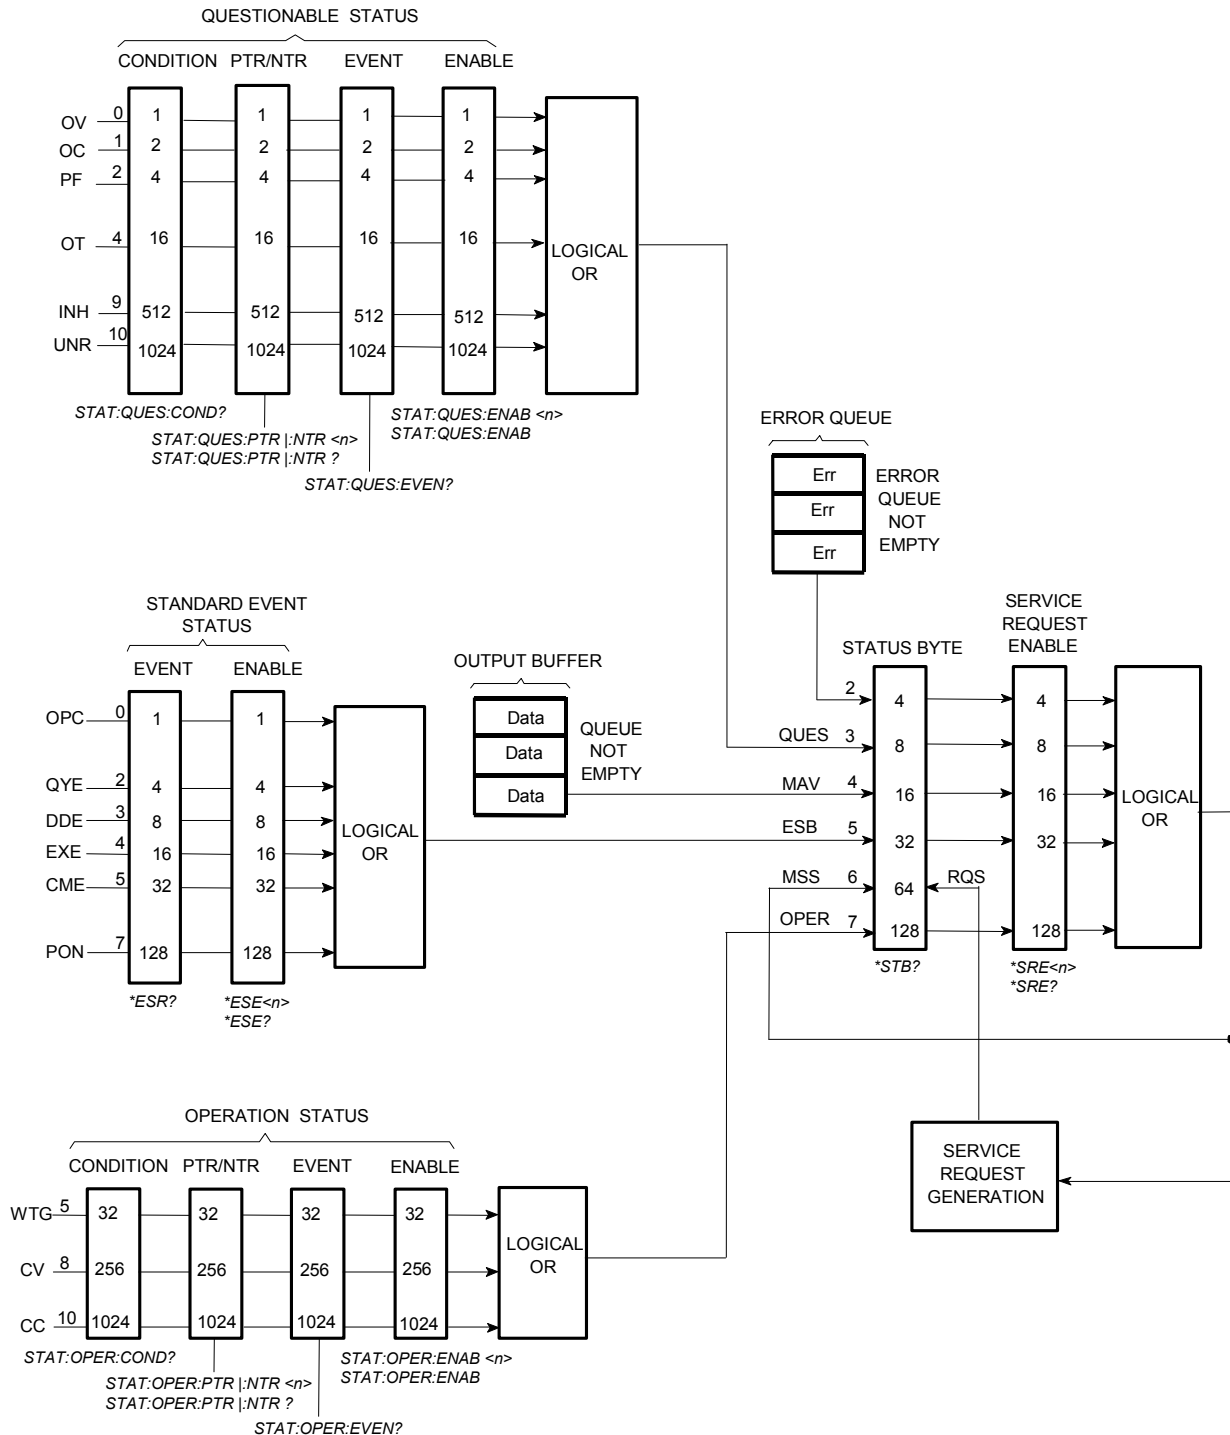 QUESTIONABLE STATUS
CONDITION PTR/NTR EVENT ENABLE
OV 0 1 1 1 1
OC 1 2 2 2 2
PF 2 4 4 4 4
OT 4 16 16 16 16
LOGICAL
OR
INH 9 512 512 512 512
UNR 10 1024 1024 1024 1024
STAT:QUES:COND?
STAT:QUES:PTR |:NTR <n>
STAT:QUES:PTR |:NTR ?
STAT:QUES:EVEN?
STAT:QUES:ENAB <n>
STAT:QUES:ENAB
ERROR QUEUE
Err
Err
Err
ERROR
QUEUE
NOT
EMPTY
STANDARD EVENT
STATUS
EVENT ENABLE
OPC 0 1 1
QYE 2 4 4
DDE 3 8 8
EXE 4 16 16
CME 5 32 32
PON 7 128 128
LOGICAL
OR
*ESR?
*ESE<n>
*ESE?
OUTPUT BUFFER
Data
Data
Data
QUEUE
NOT
EMPTY
STATUS BYTE
SERVICE
REQUEST
ENABLE
2 4 4
QUES 3 8 8
MAV 4 16 16
ESB 5 32 32
MSS 6 64 RQS
OPER 7 128 128
LOGICAL
OR
*STB?
*SRE<n>
*SRE?
SERVICE
REQUEST
GENERATION
OPERATION STATUS
CONDITION PTR/NTR EVENT ENABLE
WTG 5 32 32 32 32
CV 8 256 256 256 256
CC 10 1024 1024 1024 1024
LOGICAL
OR
STAT:OPER:COND?
STAT:OPER:PTR |:NTR <n>
STAT:OPER:PTR |:NTR ?
STAT:OPER:EVEN?
STAT:OPER:ENAB <n>
STAT:OPER:ENAB